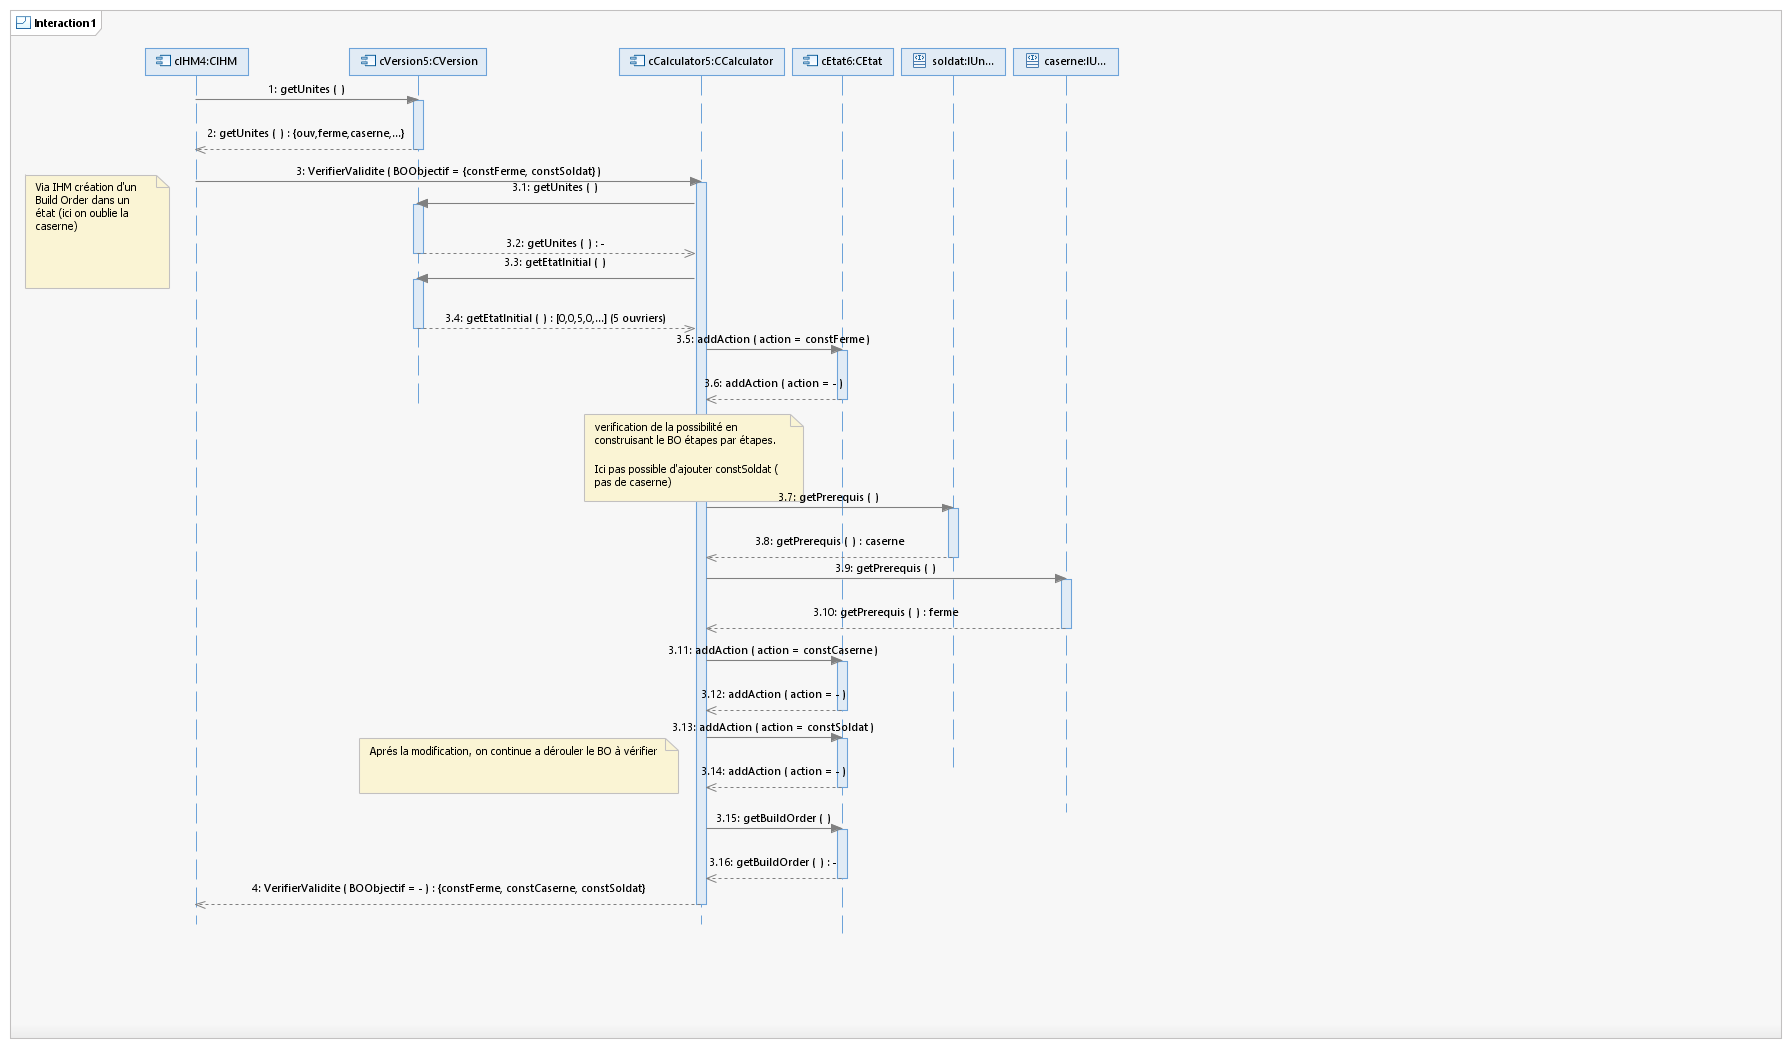 Interaction1
cIHM4:CIHM
cVersion5:CVersion
cCalculator5:CCalculator
cEtat6:CEtat
soldat:IUn...
caserne:IU...
1: getUnites ( )
2: getUnites ( ) : {ouv,ferme,caserne,...}
3: VerifierValidite ( BOObjectif = {constFerme, constSoldat} )
Via IHM création d'un
Build Order dans un
état (ici on oublie la
caserne)
3.1: getUnites ( )
3.2: getUnites ( ) : -
3.3: getEtatInitial ( )
3.4: getEtatInitial ( ) : [0,0,5,0,...] (5 ouvriers)
3.5: addAction ( action = constFerme )
3.6: addAction ( action = - )
verification de la possibilité en
construisant le BO étapes par étapes.
Ici pas possible d'ajouter constSoldat (
pas de caserne)
3.7: getPrerequis ( )
3.8: getPrerequis ( ) : caserne
3.9: getPrerequis ( )
3.10: getPrerequis ( ) : ferme
3.11: addAction ( action = constCaserne )
3.12: addAction ( action = - )
3.13: addAction ( action = constSoldat )
Aprés la modification, on continue a dérouler le BO à vérifier
3.14: addAction ( action = - )
3.15: getBuildOrder ( )
3.16: getBuildOrder ( ) : -
4: VerifierValidite ( BOObjectif = - ) : {constFerme, constCaserne, constSoldat}